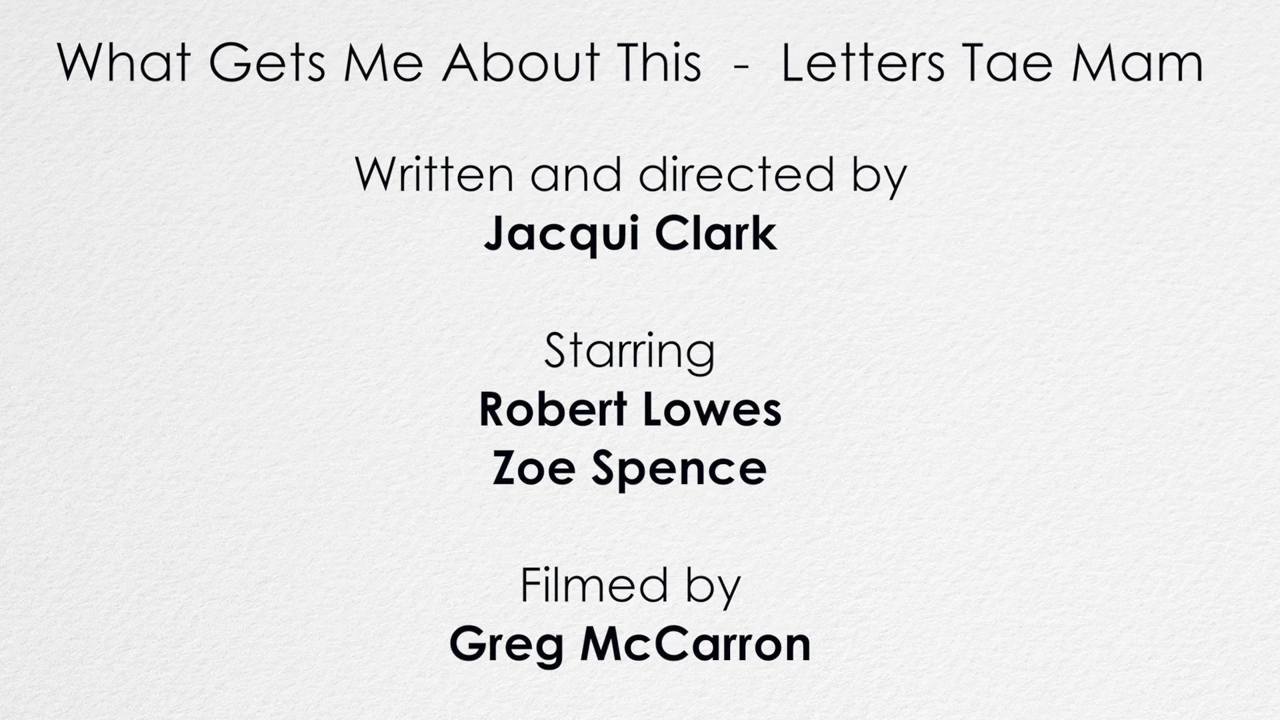 What Gets Me About This - Letters Tae Mam
Written and directed by
Jacqui Clark
Starring
Robert Lowes
Zoe Spence
Filmed by
Greg McCarron